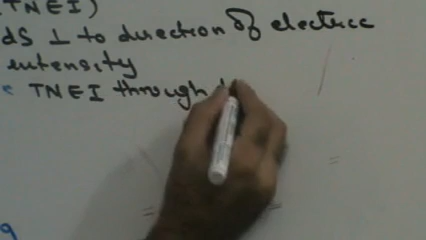 TNEI)
ds ⊥ to direction of electric
intensity
TNEI through